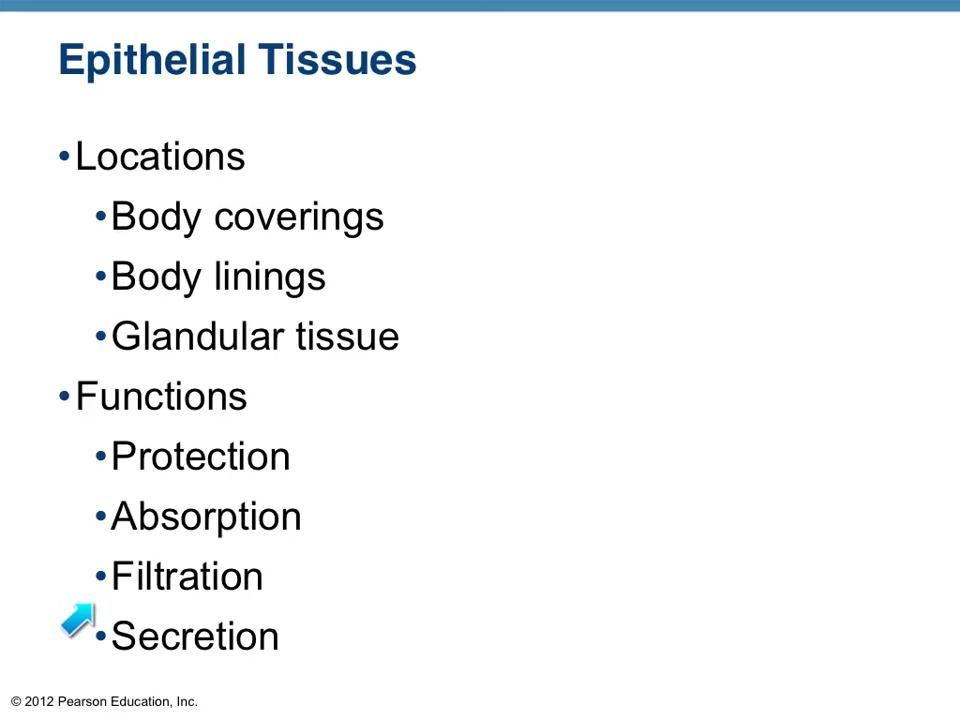 Epithelial Tissues
•Locations
•Body coverings
•Body linings
•Glandular tissue
•Functions
•Protection
•Absorption
•Filtration
•Secretion
© 2012 Pearson Education, Inc.